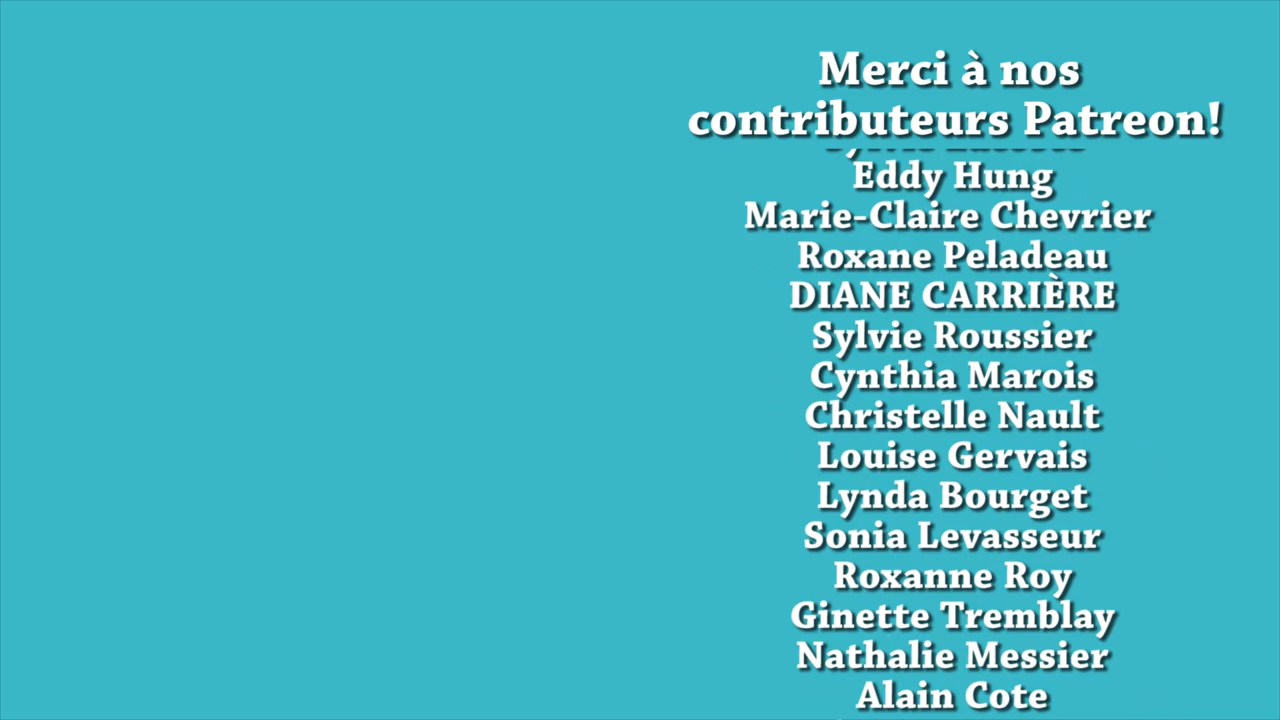 Merci à nos
contributeurs Patreon!
Eddy Hung
Marie-Claire Chevrier
Roxane Peladeau
DIANE CARRIÈRE
Sylvie Roussier
Cynthia Marois
Christelle Nault
Louise Gervais
Lynda Bourget
Sonia Levasseur
Roxanne Roy
Ginette Tremblay
Nathalie Messier
Alain Cote